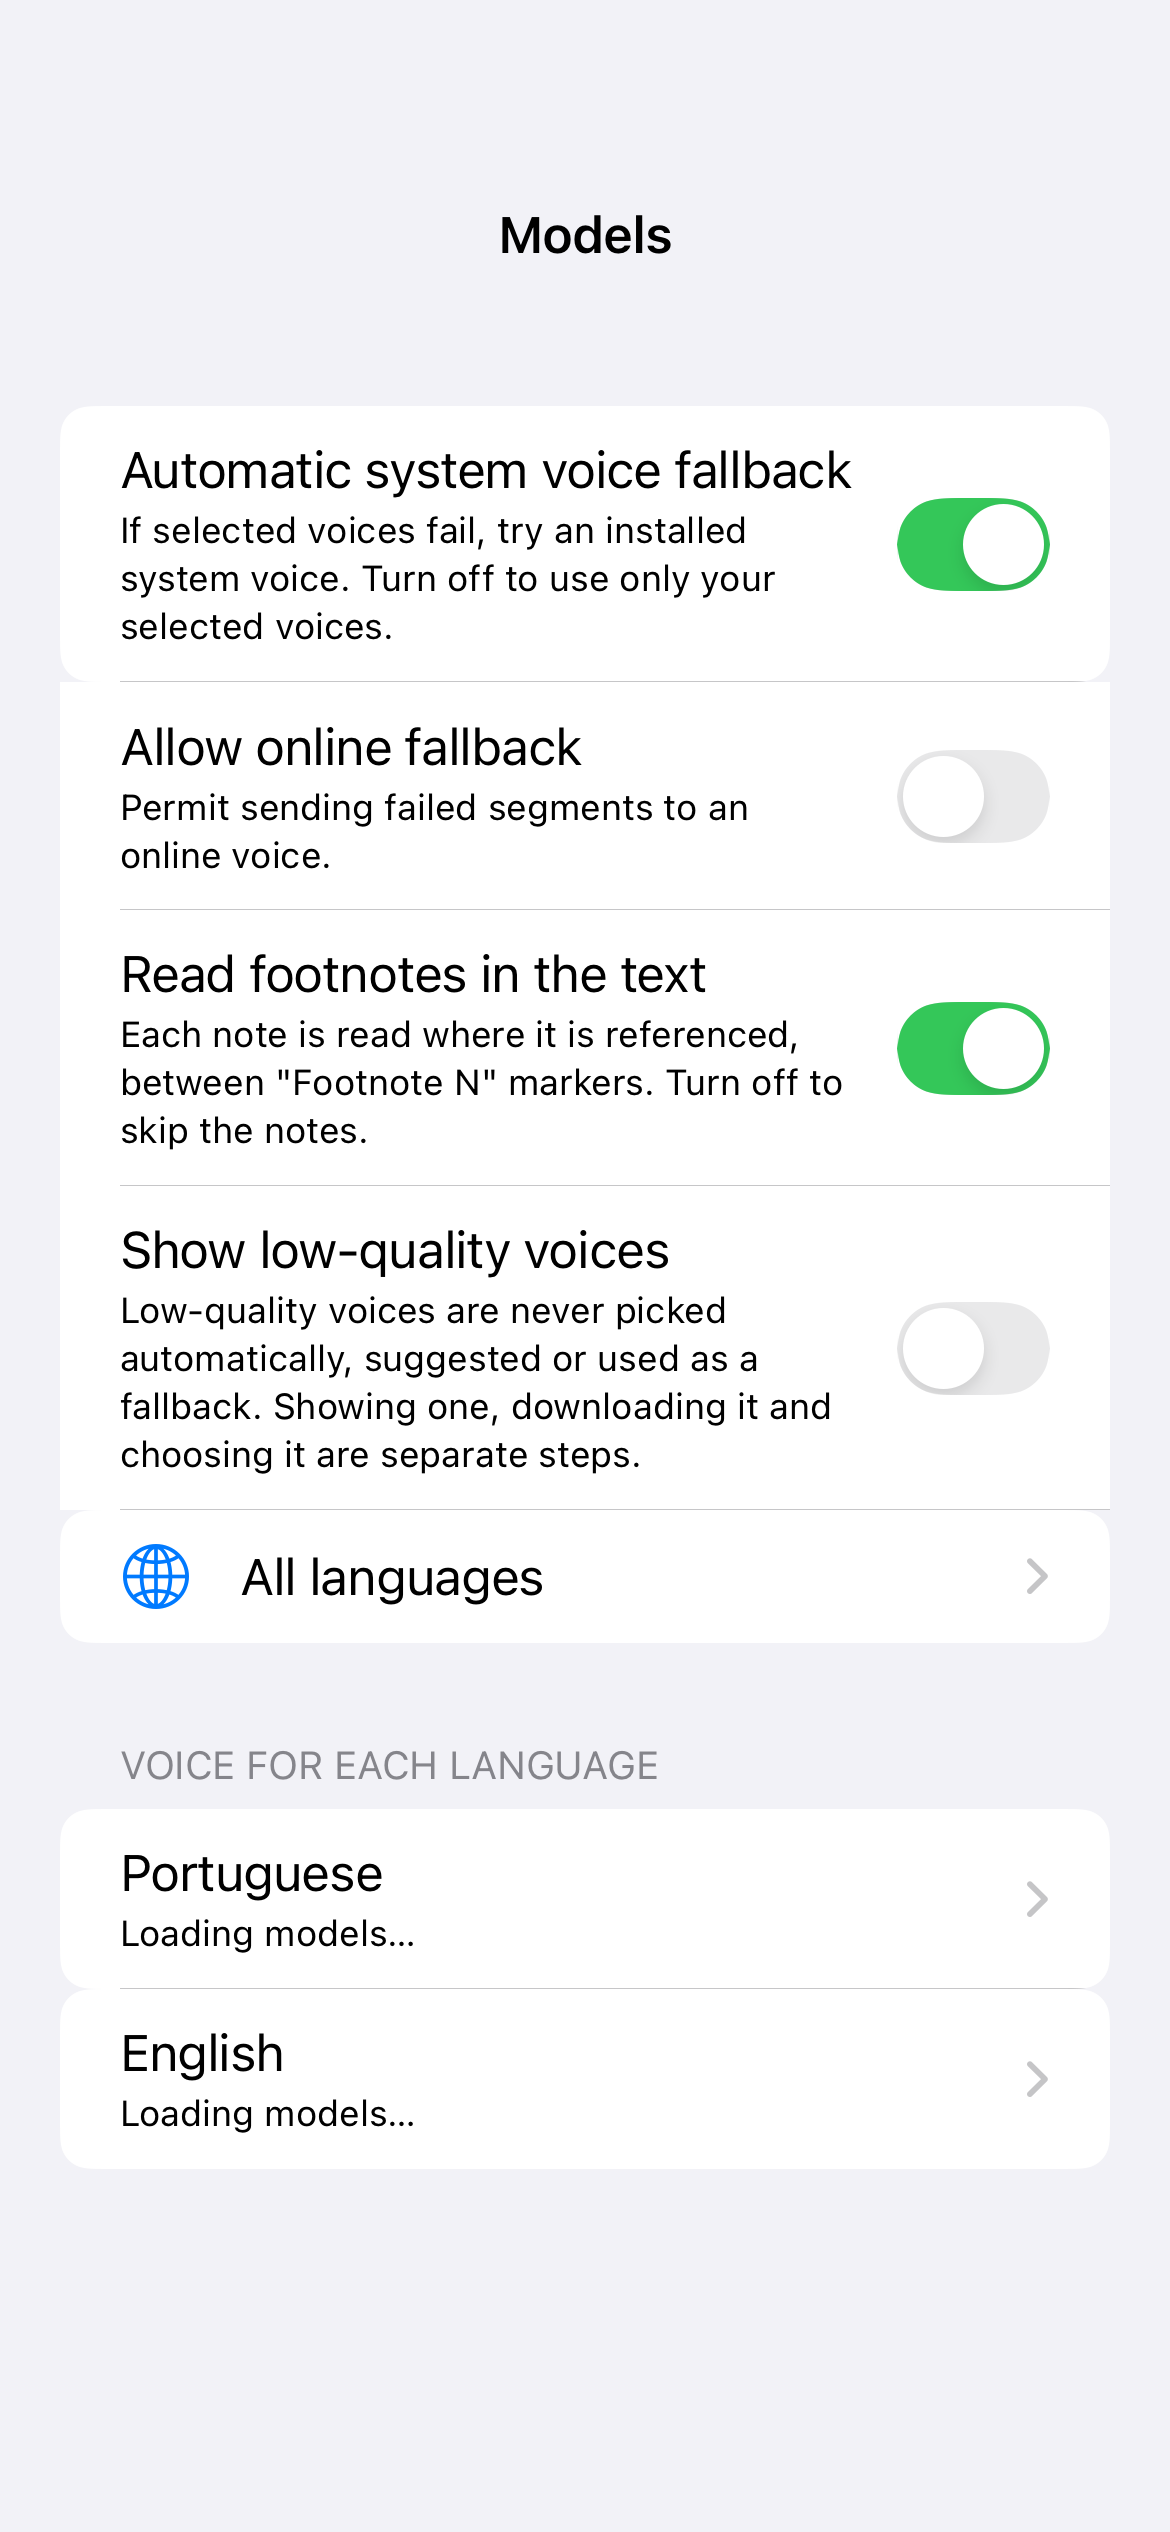 Models
Automatic system voice fallback
If selected voices fail, try an installed
system voice. Turn off to use only your
selected voices.
Allow online fallback
Permit sending failed segments to an
online voice.
Read footnotes in the text
Each note is read where it is referenced,
between "Footnote N" markers. Turn off to
skip the notes.
Show low-quality voices
Low-quality voices are never picked
automatically, suggested or used as a
fallback. Showing one, downloading it and
choosing it are separate steps.
All languages
VOICE FOR EACH LANGUAGE
Portuguese
Loading models...
English
Loading models...